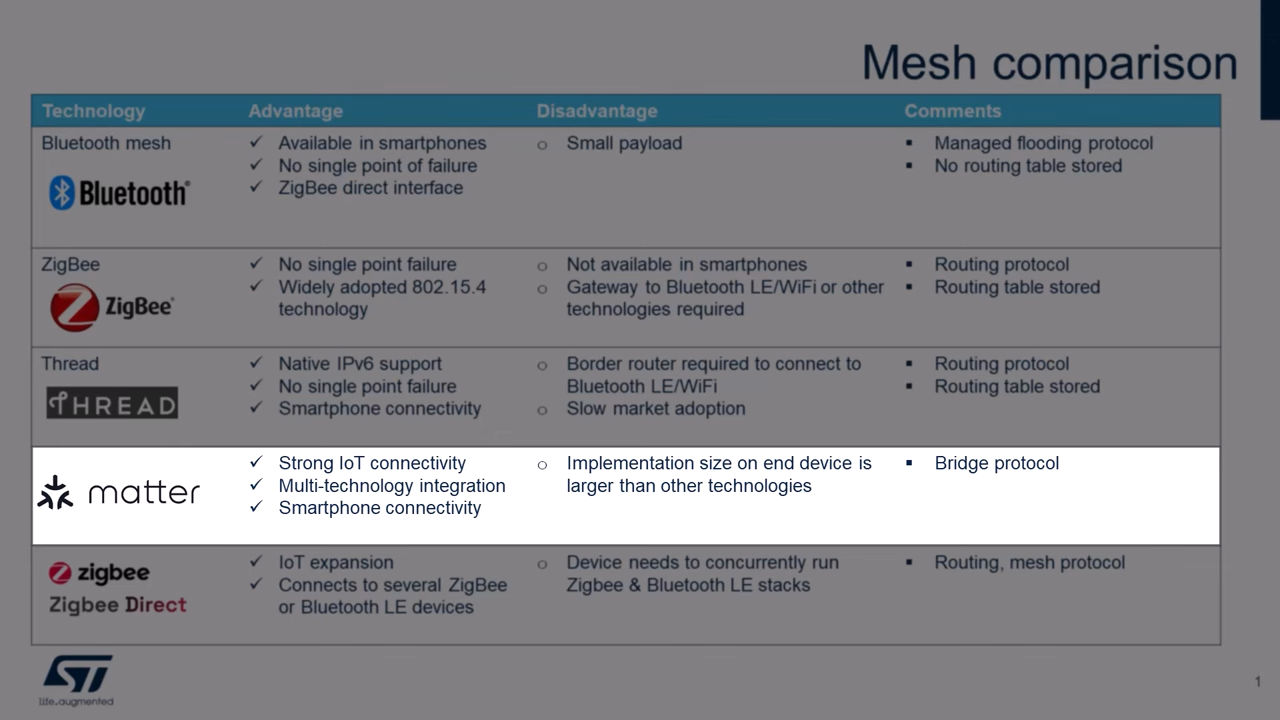 Mesh comparison
Technology Advantage Disadvantage Comments
Bluetooth mesh
Bluetooth®
✓ Available in smartphones
✓ No single point of failure
✓ ZigBee direct interface
o Small payload
▪ Managed flooding protocol
▪ No routing table stored
ZigBee
ZigBee®
✓ No single point failure
✓ Widely adopted 802.15.4
technology
o Not available in smartphones
o Gateway to Bluetooth LE/WiFi or other
technologies required
▪ Routing protocol
▪ Routing table stored
Thread
THREAD
✓ Native IPv6 support
✓ No single point failure
✓ Smartphone connectivity
o Border router required to connect to
Bluetooth LE/WiFi
o Slow market adoption
▪ Routing protocol
▪ Routing table stored
matter
✓ Strong IoT connectivity
✓ Multi-technology integration
✓ Smartphone connectivity
o Implementation size on end device is
larger than other technologies
▪ Bridge protocol
zigbee
Zigbee Direct
✓ IoT expansion
✓ Connects to several ZigBee
or Bluetooth LE devices
o Device needs to concurrently run
Zigbee & Bluetooth LE stacks
▪ Routing, mesh protocol
ST
life.augmented
1